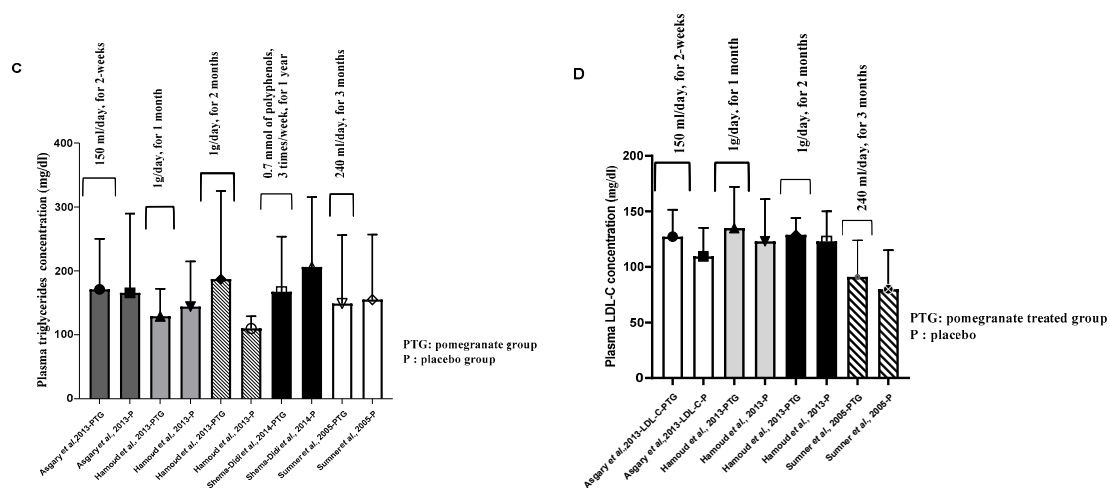 C
150 ml/day, for 2-weeks
1g/day, for 1 month
1g/day, for 2 months
0.7 mmol of polyphenols,
3 times/week, for 1 year
240 ml/day, for 3 months
Plasma triglycerides concentration (mg/dl)
400
300
200
100
0
Asgary et al,2013-PTG
Asgary et al., 2013-P
Hamoud et al., 2013-PTG
Hamoud et al., 2013-P
Hamoud et al., 2013-PTG
Hamoud et al., 2013-P
Shema-Didi et al., 2014-PTG
Shema-Didi et al., 2014-P
Sumner et al., 2005-PTG
Sumner et al., 2005-P
PTG: pomegranate group
P : placebo group
D
150 ml/day, for 2-weeks
1g/day, for 1 month
1g/day, for 2 months
240 ml/day, for 3 months
Plasma LDL-C concentration (mg/dl)
200
150
100
50
0
Asgary et al.,2013-LDL-C-PTG
Asgary et al., 2013-LDL-C-P
Hamoud et al., 2013-PTG
Hamoud et al., 2013-P
Hamoud et al., 2013-PTG
Hamoud et al., 2013-P
Sumner et al., 2005-PTG
Sumner et al., 2005-P
PTG: pomegranate treated group
P : placebo